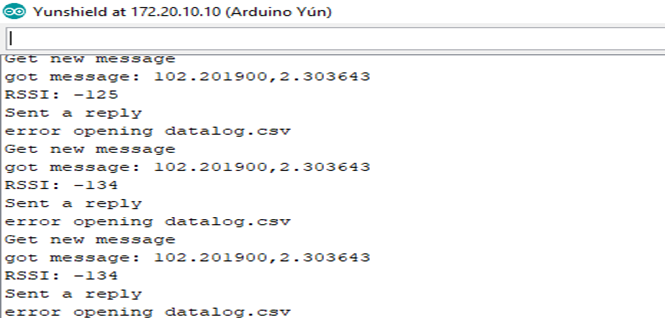 Yunshield at 172.20.10.10 (Arduino Yún)
Get new message
got message: 102.201900,2.303643
RSSI: -125
Sent a reply
error opening datalog.csv
Get new message
got message: 102.201900,2.303643
RSSI: -134
Sent a reply
error opening datalog.csv
Get new message
got message: 102.201900,2.303643
RSSI: -134
Sent a reply
error opening datalog.csv